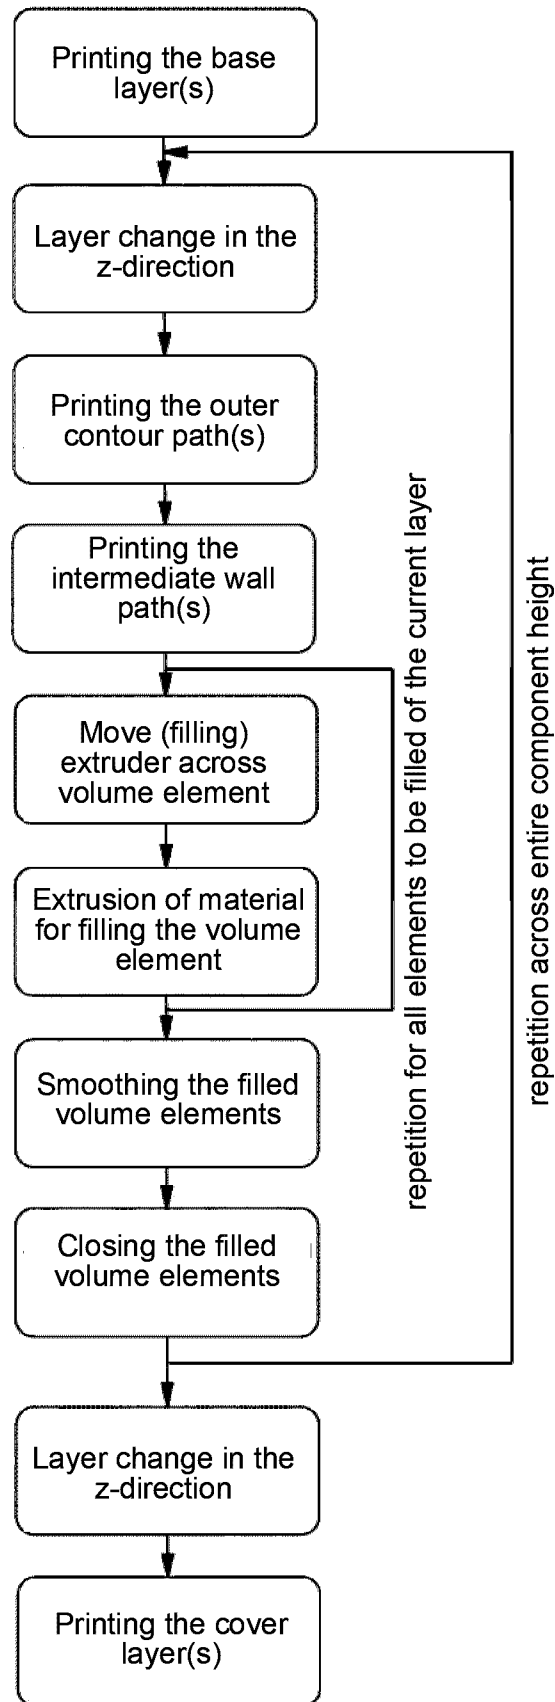 Printing the base
layer(s)
Layer change in the
z-direction
Printing the outer
contour path(s)
Printing the
intermediate wall
path(s)
Move (filling)
extruder across
volume element
Extrusion of material
for filling the volume
element
Smoothing the filled
volume elements
Closing the filled
volume elements
Layer change in the
z-direction
Printing the cover
layer(s)
repetition for all elements to be filled of the current layer
repetition across entire component height